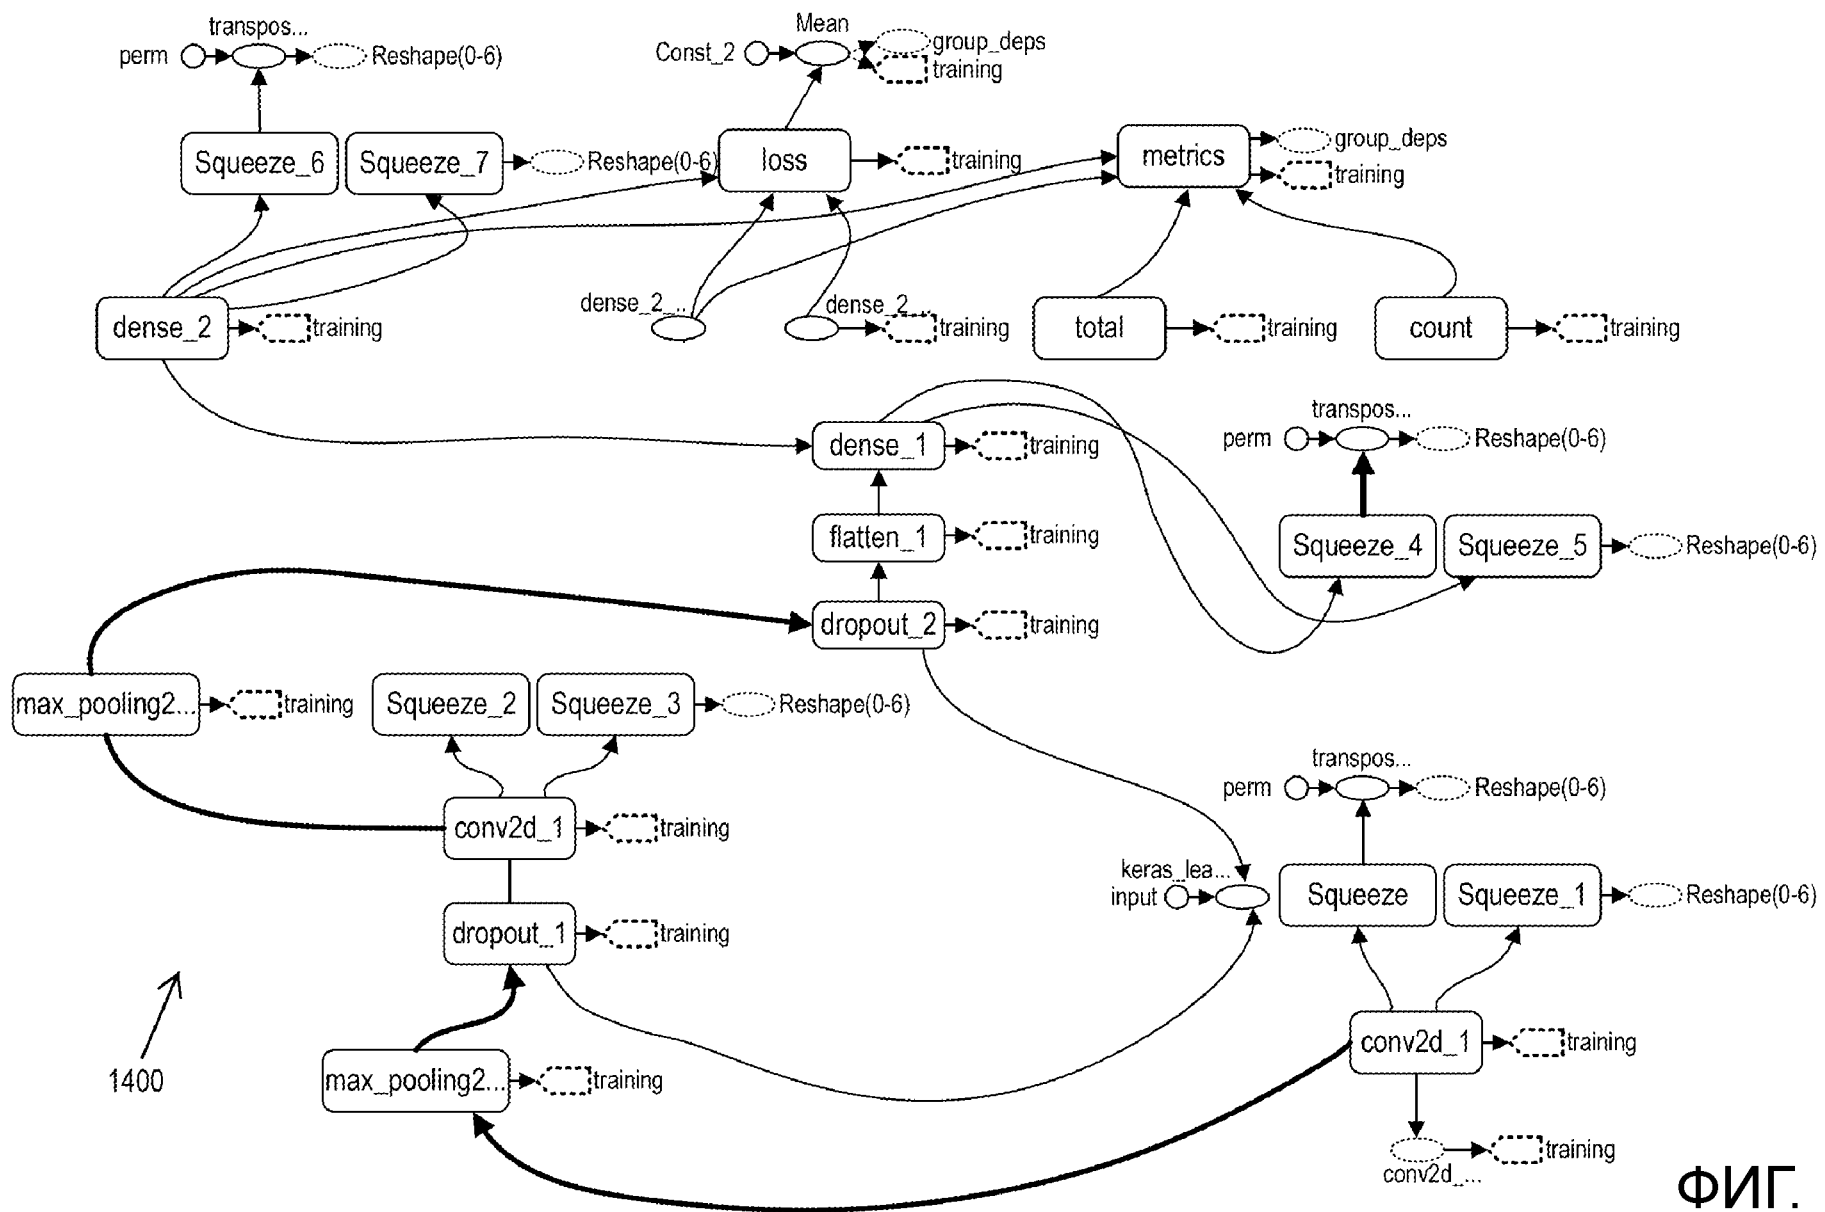 transpos...
perm
Reshape(0-6)
Mean
Const_2
group_deps
training
Squeeze_6
Squeeze_7
Reshape(0-6)
loss
training
metrics
group_deps
training
dense_2
training
dense_2_...
dense_2_...
training
total
training
count
training
dense_1
training
transpos...
perm
Reshape(0-6)
flatten_1
training
Squeeze_4
Squeeze_5
Reshape(0-6)
dropout_2
training
max_pooling2...
training
Squeeze_2
Squeeze_3
Reshape(0-6)
conv2d_1
training
transpos...
perm
Reshape(0-6)
keras_lea...
input
Squeeze
Squeeze_1
Reshape(0-6)
dropout_1
training
conv2d_1
training
1400
max_pooling2...
training
training
conv2d_...
ФИГ.